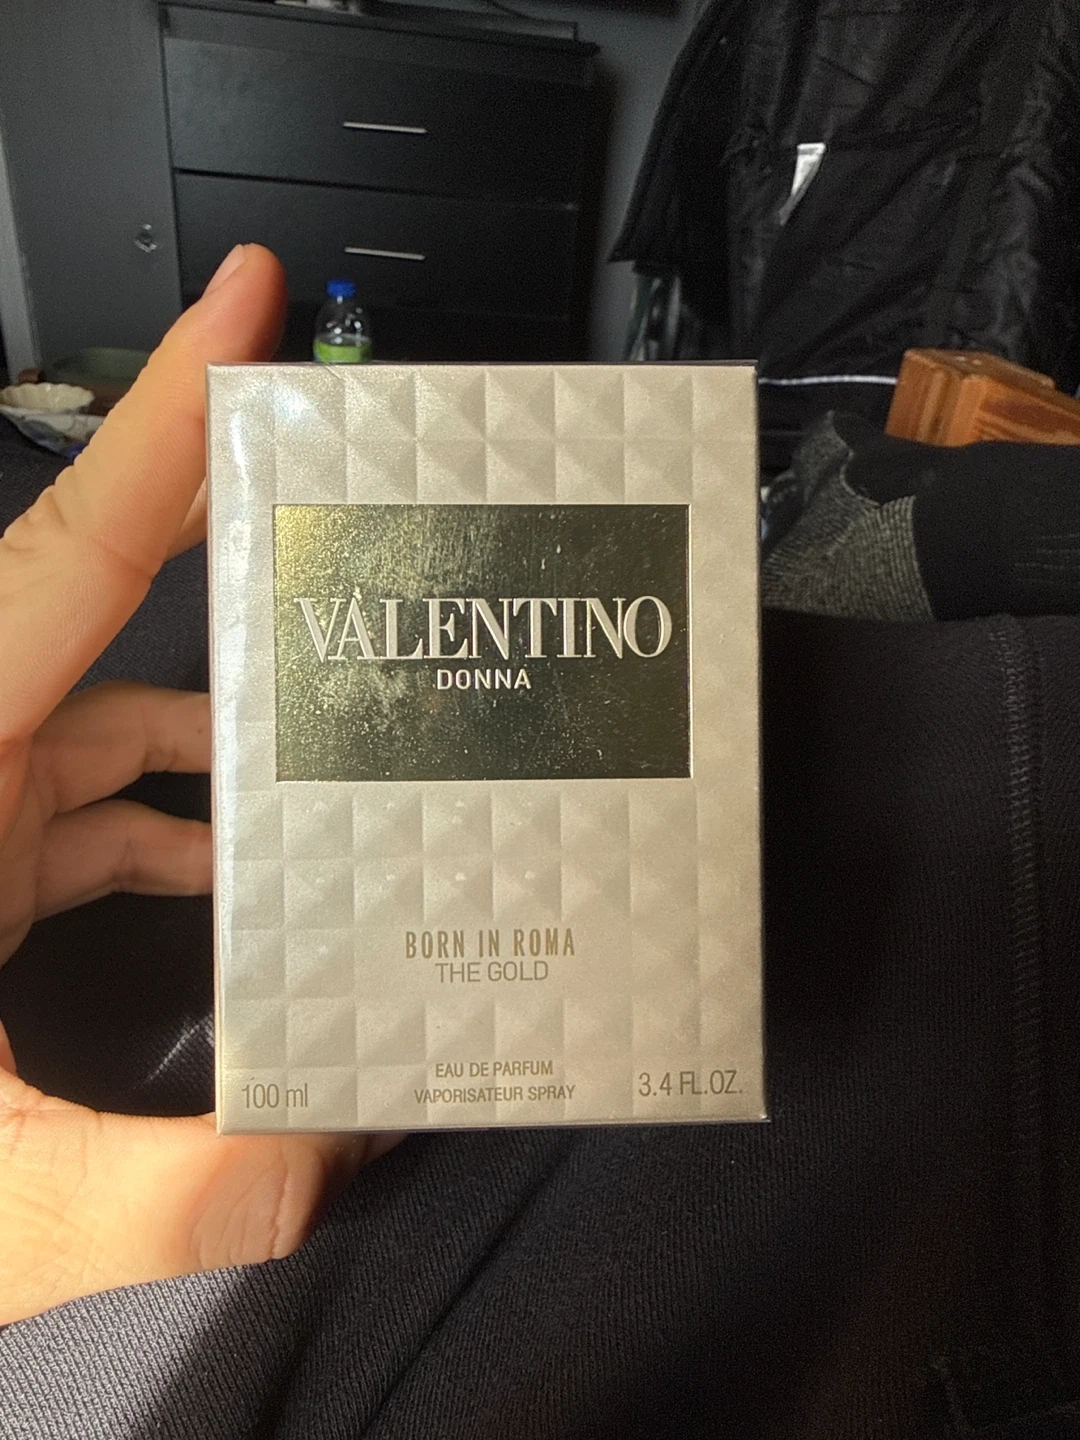 VALENTINO
DONNA
BORN IN ROMA
THE GOLD
EAU DE PARFUM
VAPORISATEUR SPRAY
100 ml
3.4 FL.OZ.